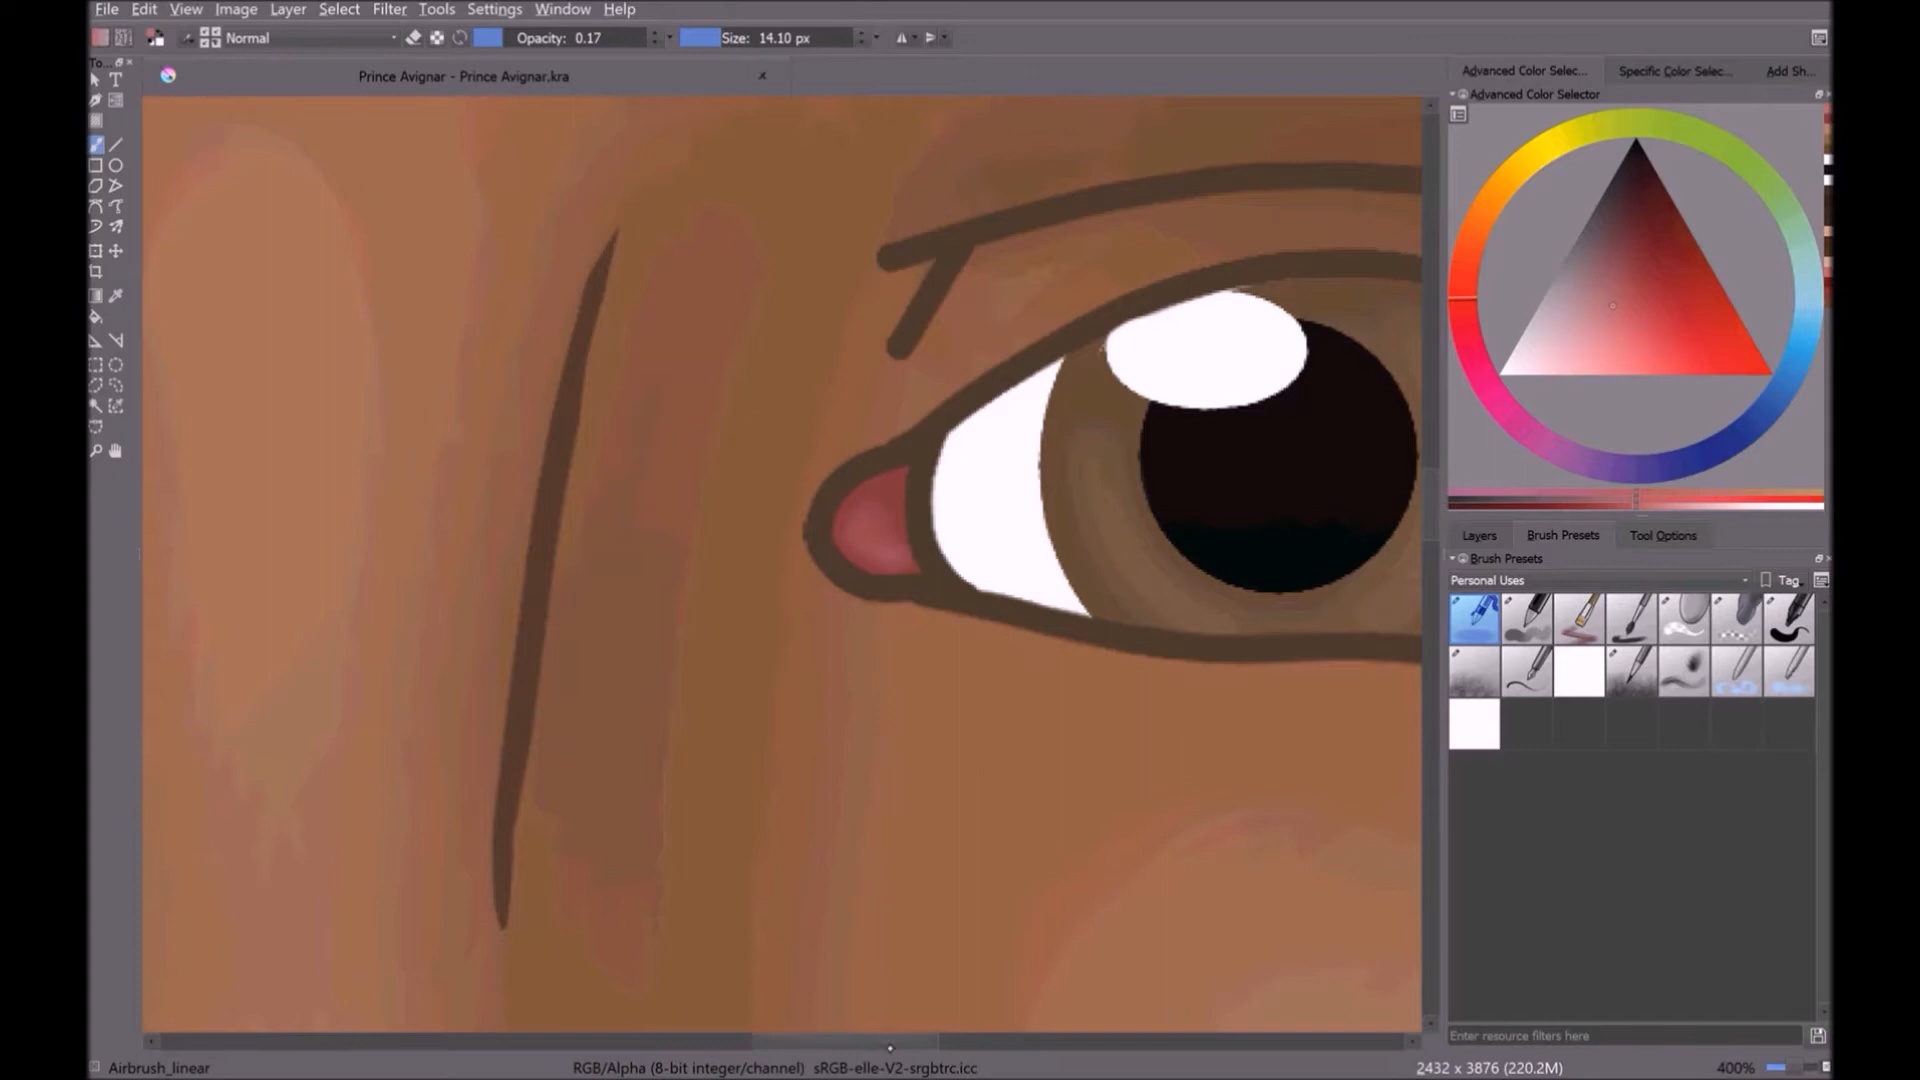 File Edit View Image Layer Select Filter Tools Settings Window Help
Normal Opacity: 0.17 Size: 14.10 px
To...
Prince Avignar - Prince Avignar.kra
Advanced Color Selec... Specific Color Selec... Add Sh...
Advanced Color Selector
Layers Brush Presets Tool Options
Brush Presets
Personal Uses Tag
Enter resource filters here
Airbrush_linear RGB/Alpha (8-bit integer/channel) sRGB-elle-V2-srgbtrc.icc 2432 x 3876 (220.2M) 400%